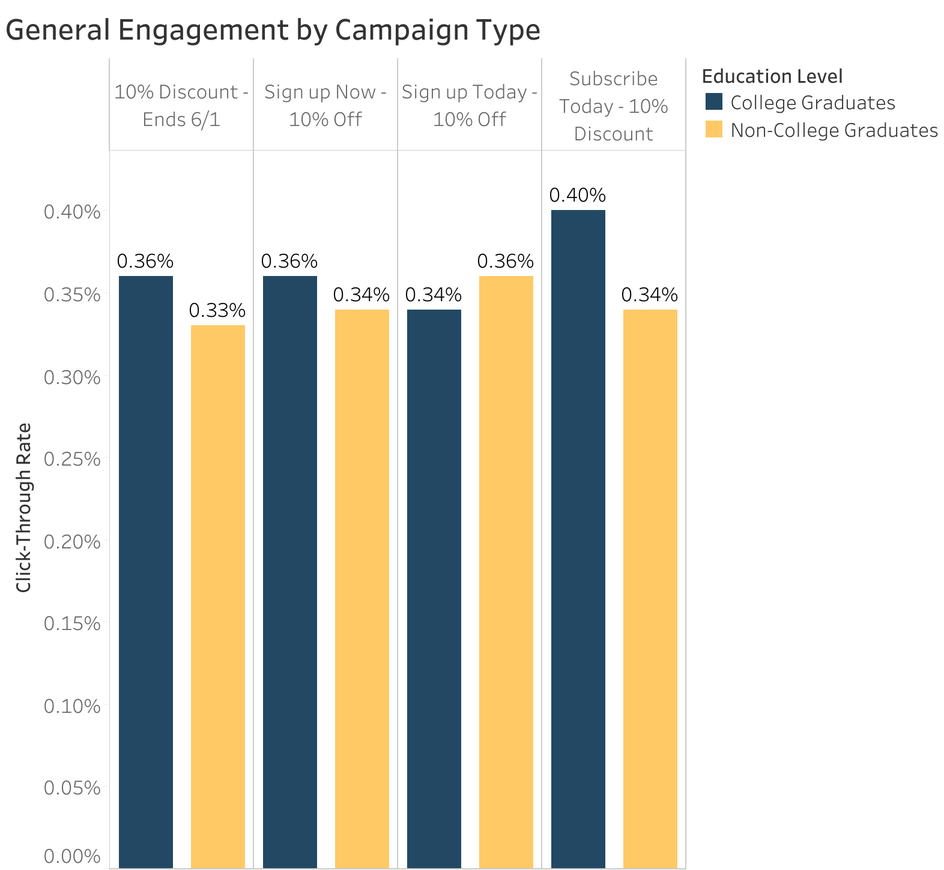 General Engagement by Campaign Type
10% Discount -
Ends 6/1
Sign up Now -
10% Off
Sign up Today -
10% Off
Subscribe
Today - 10%
Discount
Education Level
College Graduates
Non-College Graduates
Click-Through Rate
0.40%
0.35%
0.30%
0.25%
0.20%
0.15%
0.10%
0.05%
0.00%
0.36%
0.33%
0.36%
0.34%
0.34%
0.36%
0.40%
0.34%